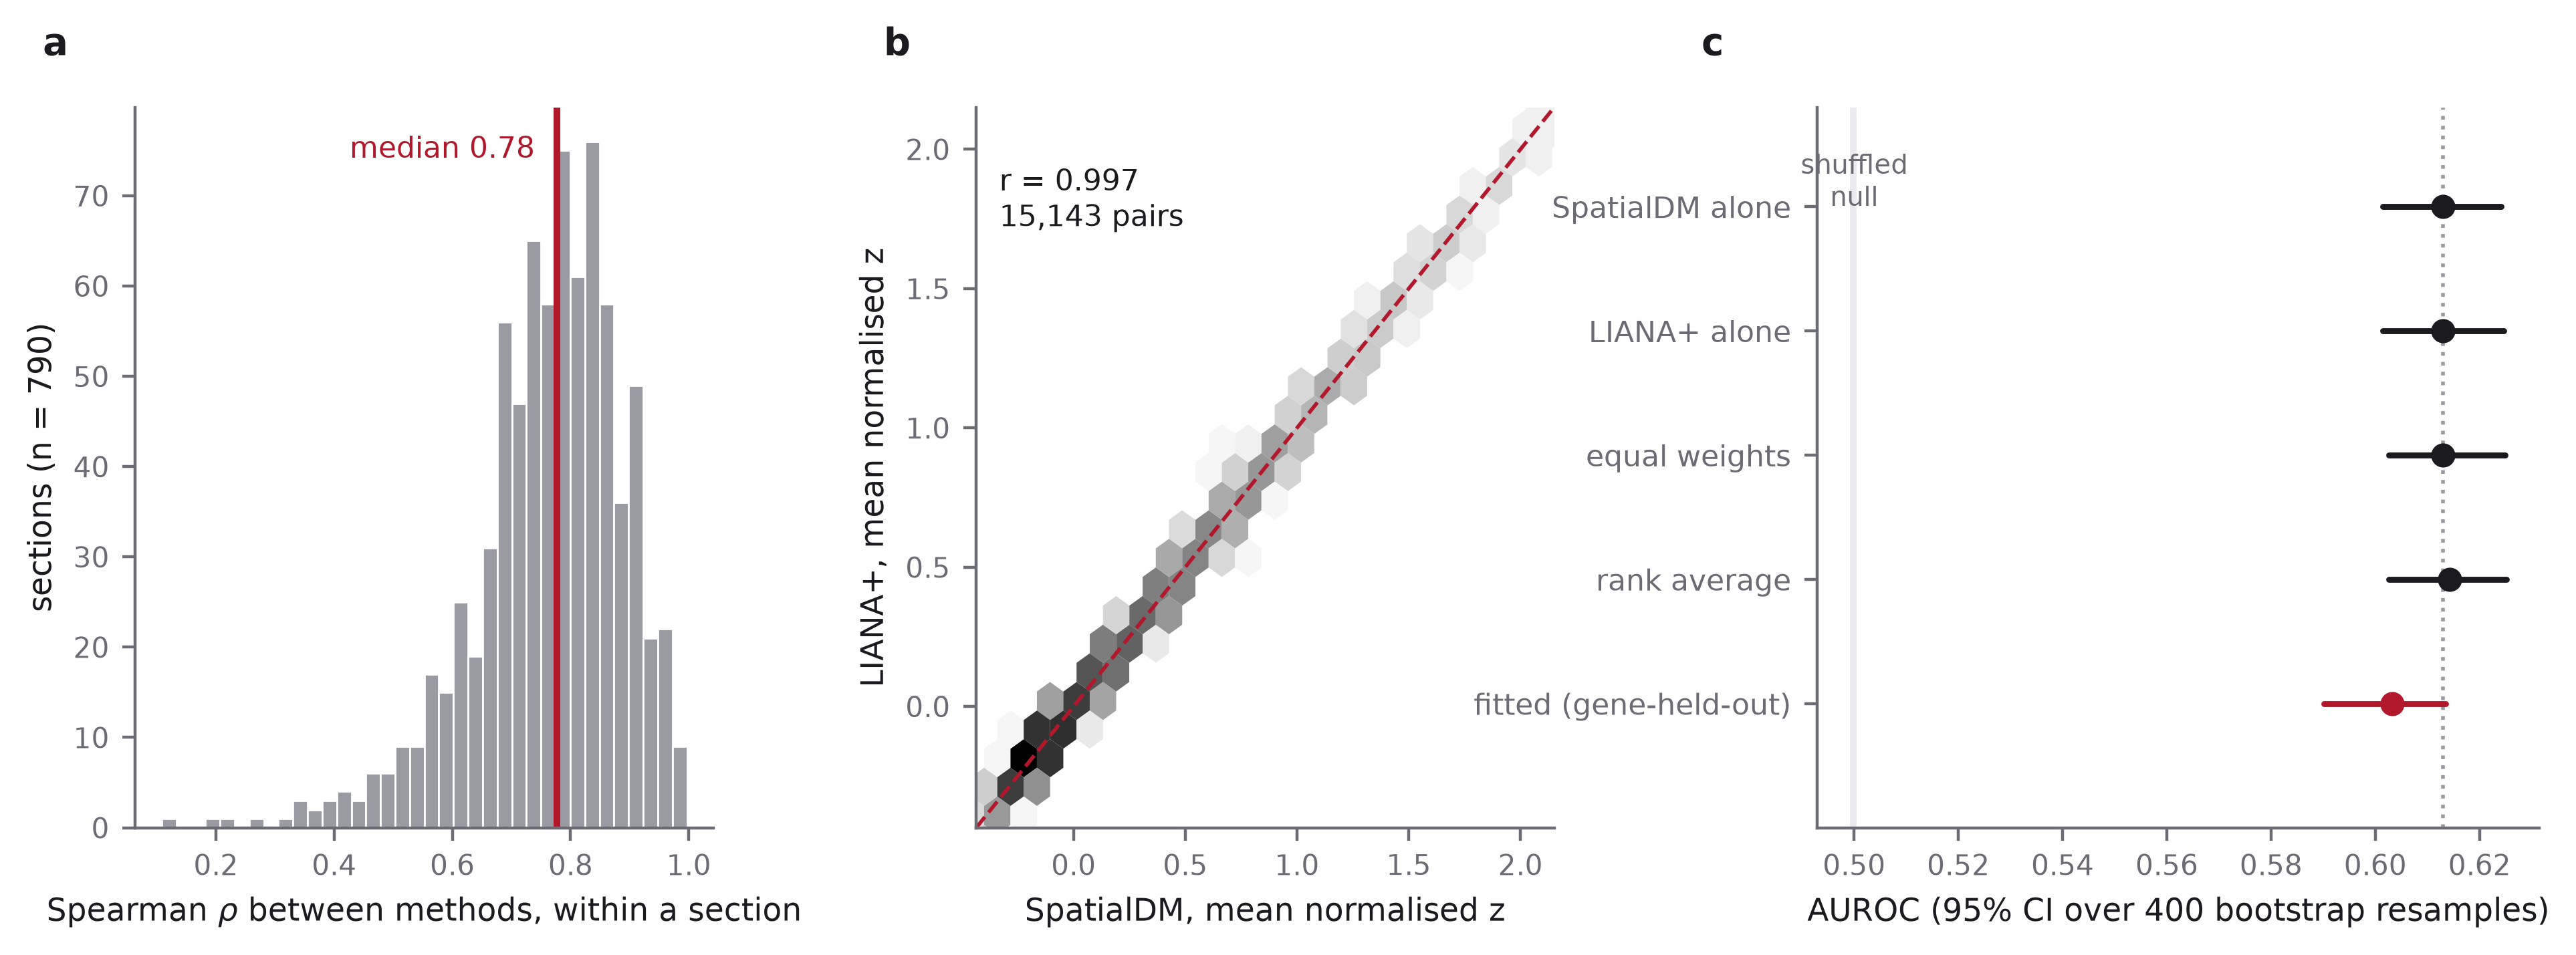 a
median 0.78
70
60
50
40
30
20
10
0
sections (n = 790)
0.2
0.4
0.6
0.8
1.0
Spearman ρ between methods, within a section
b
r = 0.997
15,143 pairs
2.0
1.5
1.0
0.5
0.0
LIANA+, mean normalised z
0.0
0.5
1.0
1.5
2.0
SpatialDM, mean normalised z
c
shuffled
null
SpatialDM alone
LIANA+ alone
equal weights
rank average
fitted (gene-held-out)
0.50
0.52
0.54
0.56
0.58
0.60
0.62
AUROC (95% CI over 400 bootstrap resamples)